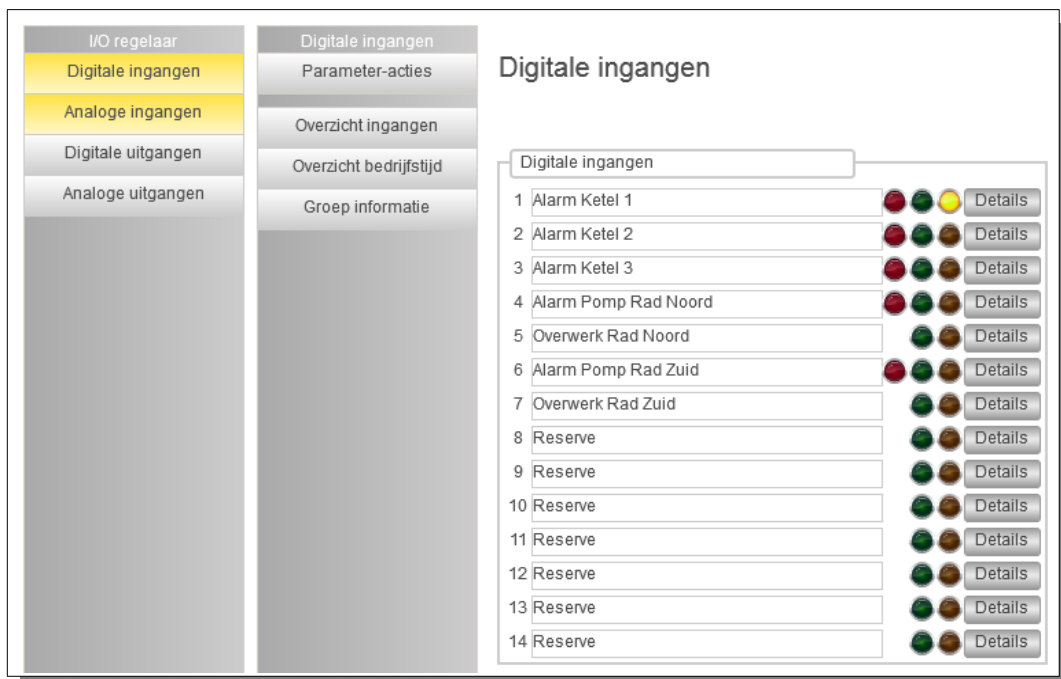 I/O regelaar
Digitale ingangen
Analoge ingangen
Digitale uitgangen
Analoge uitgangen
Digitale ingangen
Parameter-acties
Overzicht ingangen
Overzicht bedrijfstijd
Groep informatie
Digitale ingangen
Digitale ingangen
1 Alarm Ketel 1 Details
2 Alarm Ketel 2 Details
3 Alarm Ketel 3 Details
4 Alarm Pomp Rad Noord Details
5 Overwerk Rad Noord Details
6 Alarm Pomp Rad Zuid Details
7 Overwerk Rad Zuid Details
8 Reserve Details
9 Reserve Details
10 Reserve Details
11 Reserve Details
12 Reserve Details
13 Reserve Details
14 Reserve Details